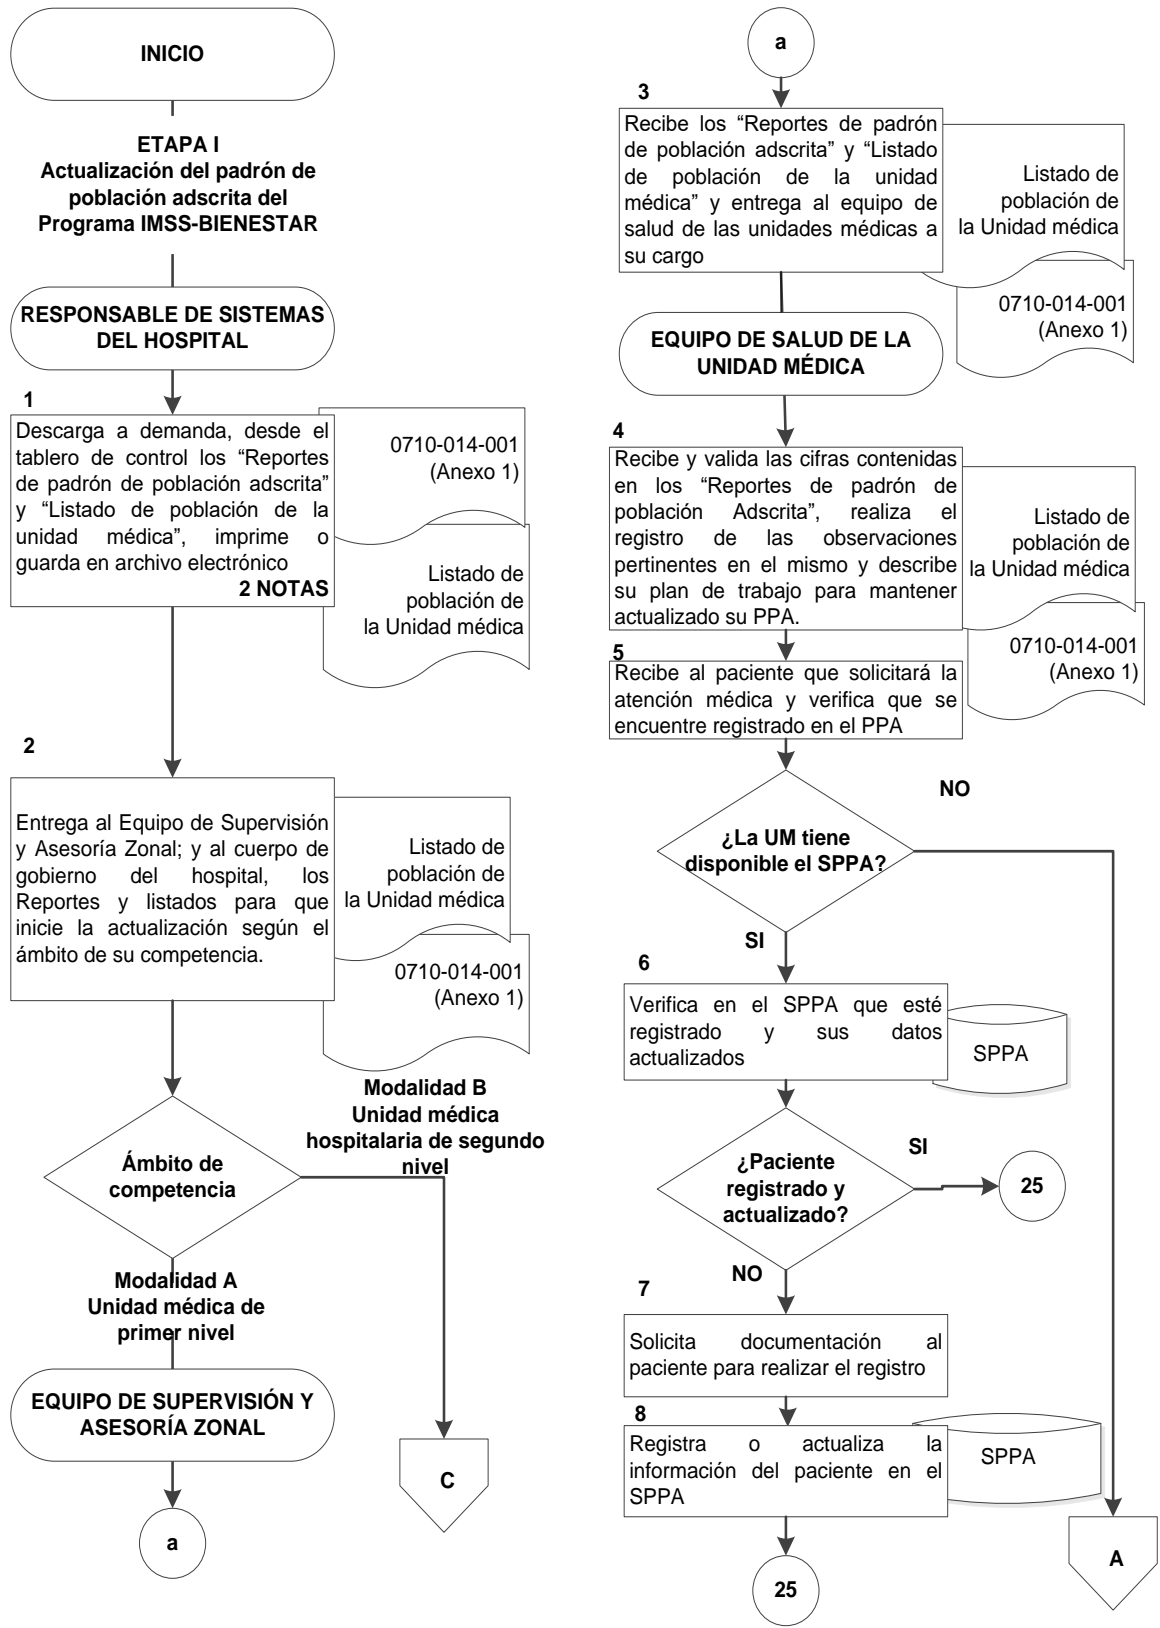 INICIO
ETAPA I
Actualización del padrón de
población adscrita del
Programa IMSS-BIENESTAR
RESPONSABLE DE SISTEMAS
DEL HOSPITAL
1
Descarga a demanda, desde el
tablero de control los “Reportes
de padrón de población adscrita”
y “Listado de población de la
unidad médica”, imprime o
guarda en archivo electrónico
2 NOTAS
0710-014-001
(Anexo 1)
Listado de
población de
la Unidad médica
2
Entrega al Equipo de Supervisión
y Asesoría Zonal; y al cuerpo de
gobierno del hospital, los
Reportes y listados para que
inicie la actualización según el
ámbito de su competencia.
Listado de
población de
la Unidad médica
0710-014-001
(Anexo 1)
Ámbito de
competencia
Modalidad B
Unidad médica
hospitalaria de segundo
nivel
Modalidad A
Unidad médica de
primer nivel
EQUIPO DE SUPERVISIÓN Y
ASESORÍA ZONAL
C
a
a
3
Recibe los “Reportes de padrón
de población adscrita” y “Listado
de población de la unidad
médica” y entrega al equipo de
salud de las unidades médicas a
su cargo
Listado de
población de
la Unidad médica
0710-014-001
(Anexo 1)
EQUIPO DE SALUD DE LA
UNIDAD MÉDICA
4
Recibe y valida las cifras contenidas
en los “Reportes de padrón de
población Adscrita”, realiza el
registro de las observaciones
pertinentes en el mismo y describe
su plan de trabajo para mantener
actualizado su PPA.
Listado de
población de
la Unidad médica
0710-014-001
(Anexo 1)
5
Recibe al paciente que solicitará la
atención médica y verifica que se
encuentre registrado en el PPA
¿La UM tiene
disponible el SPPA?
NO
SI
6
Verifica en el SPPA que esté
registrado y sus datos
actualizados
SPPA
¿Paciente
registrado y
actualizado?
SI
25
NO
7
Solicita documentación al
paciente para realizar el registro
8
Registra o actualiza la
información del paciente en el
SPPA
SPPA
25
A